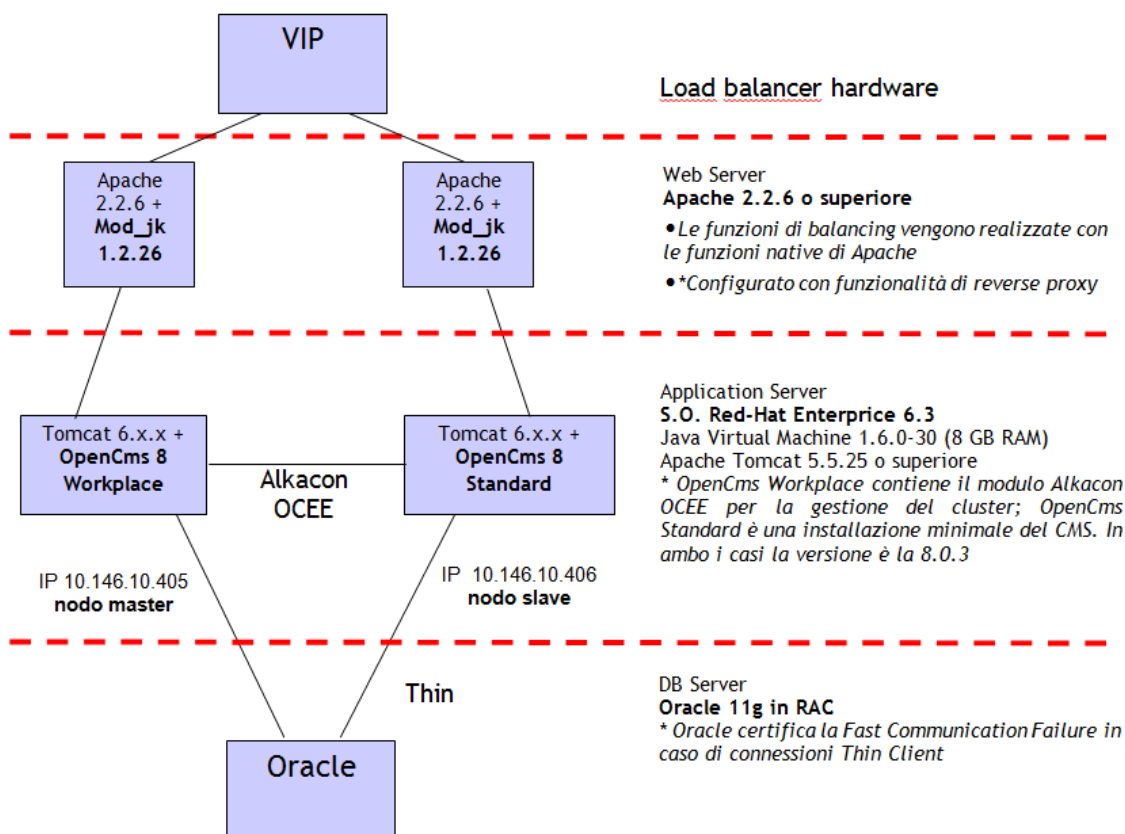 VIP
Load balancer hardware
Apache
2.2.6 +
Mod_jk
1.2.26
Apache
2.2.6 +
Mod_jk
1.2.26
Web Server
Apache 2.2.6 o superiore
•Le funzioni di balancing vengono realizzate con
le funzioni native di Apache
•*Configurato con funzionalità di reverse proxy
Tomcat 6.x.x +
OpenCms 8
Workplace
Alkacon
OCEE
Tomcat 6.x.x +
OpenCms 8
Standard
Application Server
S.O. Red-Hat Enterprice 6.3
Java Virtual Machine 1.6.0-30 (8 GB RAM)
Apache Tomcat 5.5.25 o superiore
* OpenCms Workplace contiene il modulo Alkacon
OCEE per la gestione del cluster; OpenCms
Standard è una installazione minimale del CMS. In
ambo i casi la versione è la 8.0.3
IP 10.146.10.405
nodo master
IP 10.146.10.406
nodo slave
Thin
DB Server
Oracle 11g in RAC
* Oracle certifica la Fast Communication Failure in
caso di connessioni Thin Client
Oracle